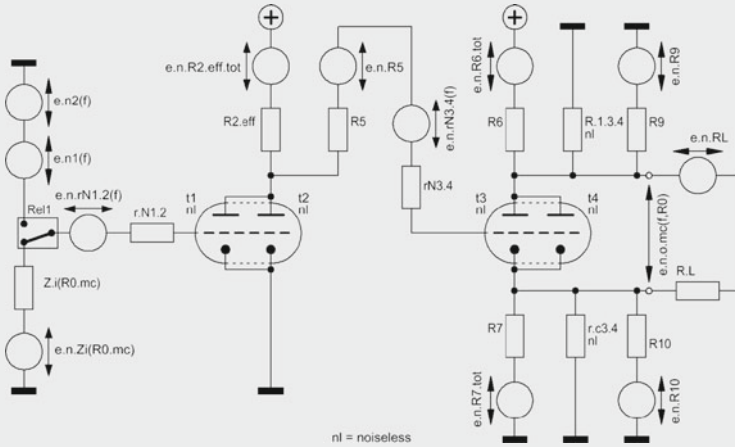 e.n2(f)
e.n1(f)
e.n.rN1.2(f)
Rel1
r.N1.2
Z.i(R0.mc)
e.n.Zi(R0.mc)
t1
nl
t2
nl
e.n.R2.eff.tot
R2.eff
R5
e.n.R5
e.n.rN3.4(f)
rN3.4
t3
nl
t4
nl
e.n.R6.tot
R6
R.1.3.4
nl
R9
e.n.R9
e.n.RL
e.n.o.mc(f,R0)
R.L
R7
r.c3.4
nl
R10
e.n.R7.tot
e.n.R10
nl = noiseless